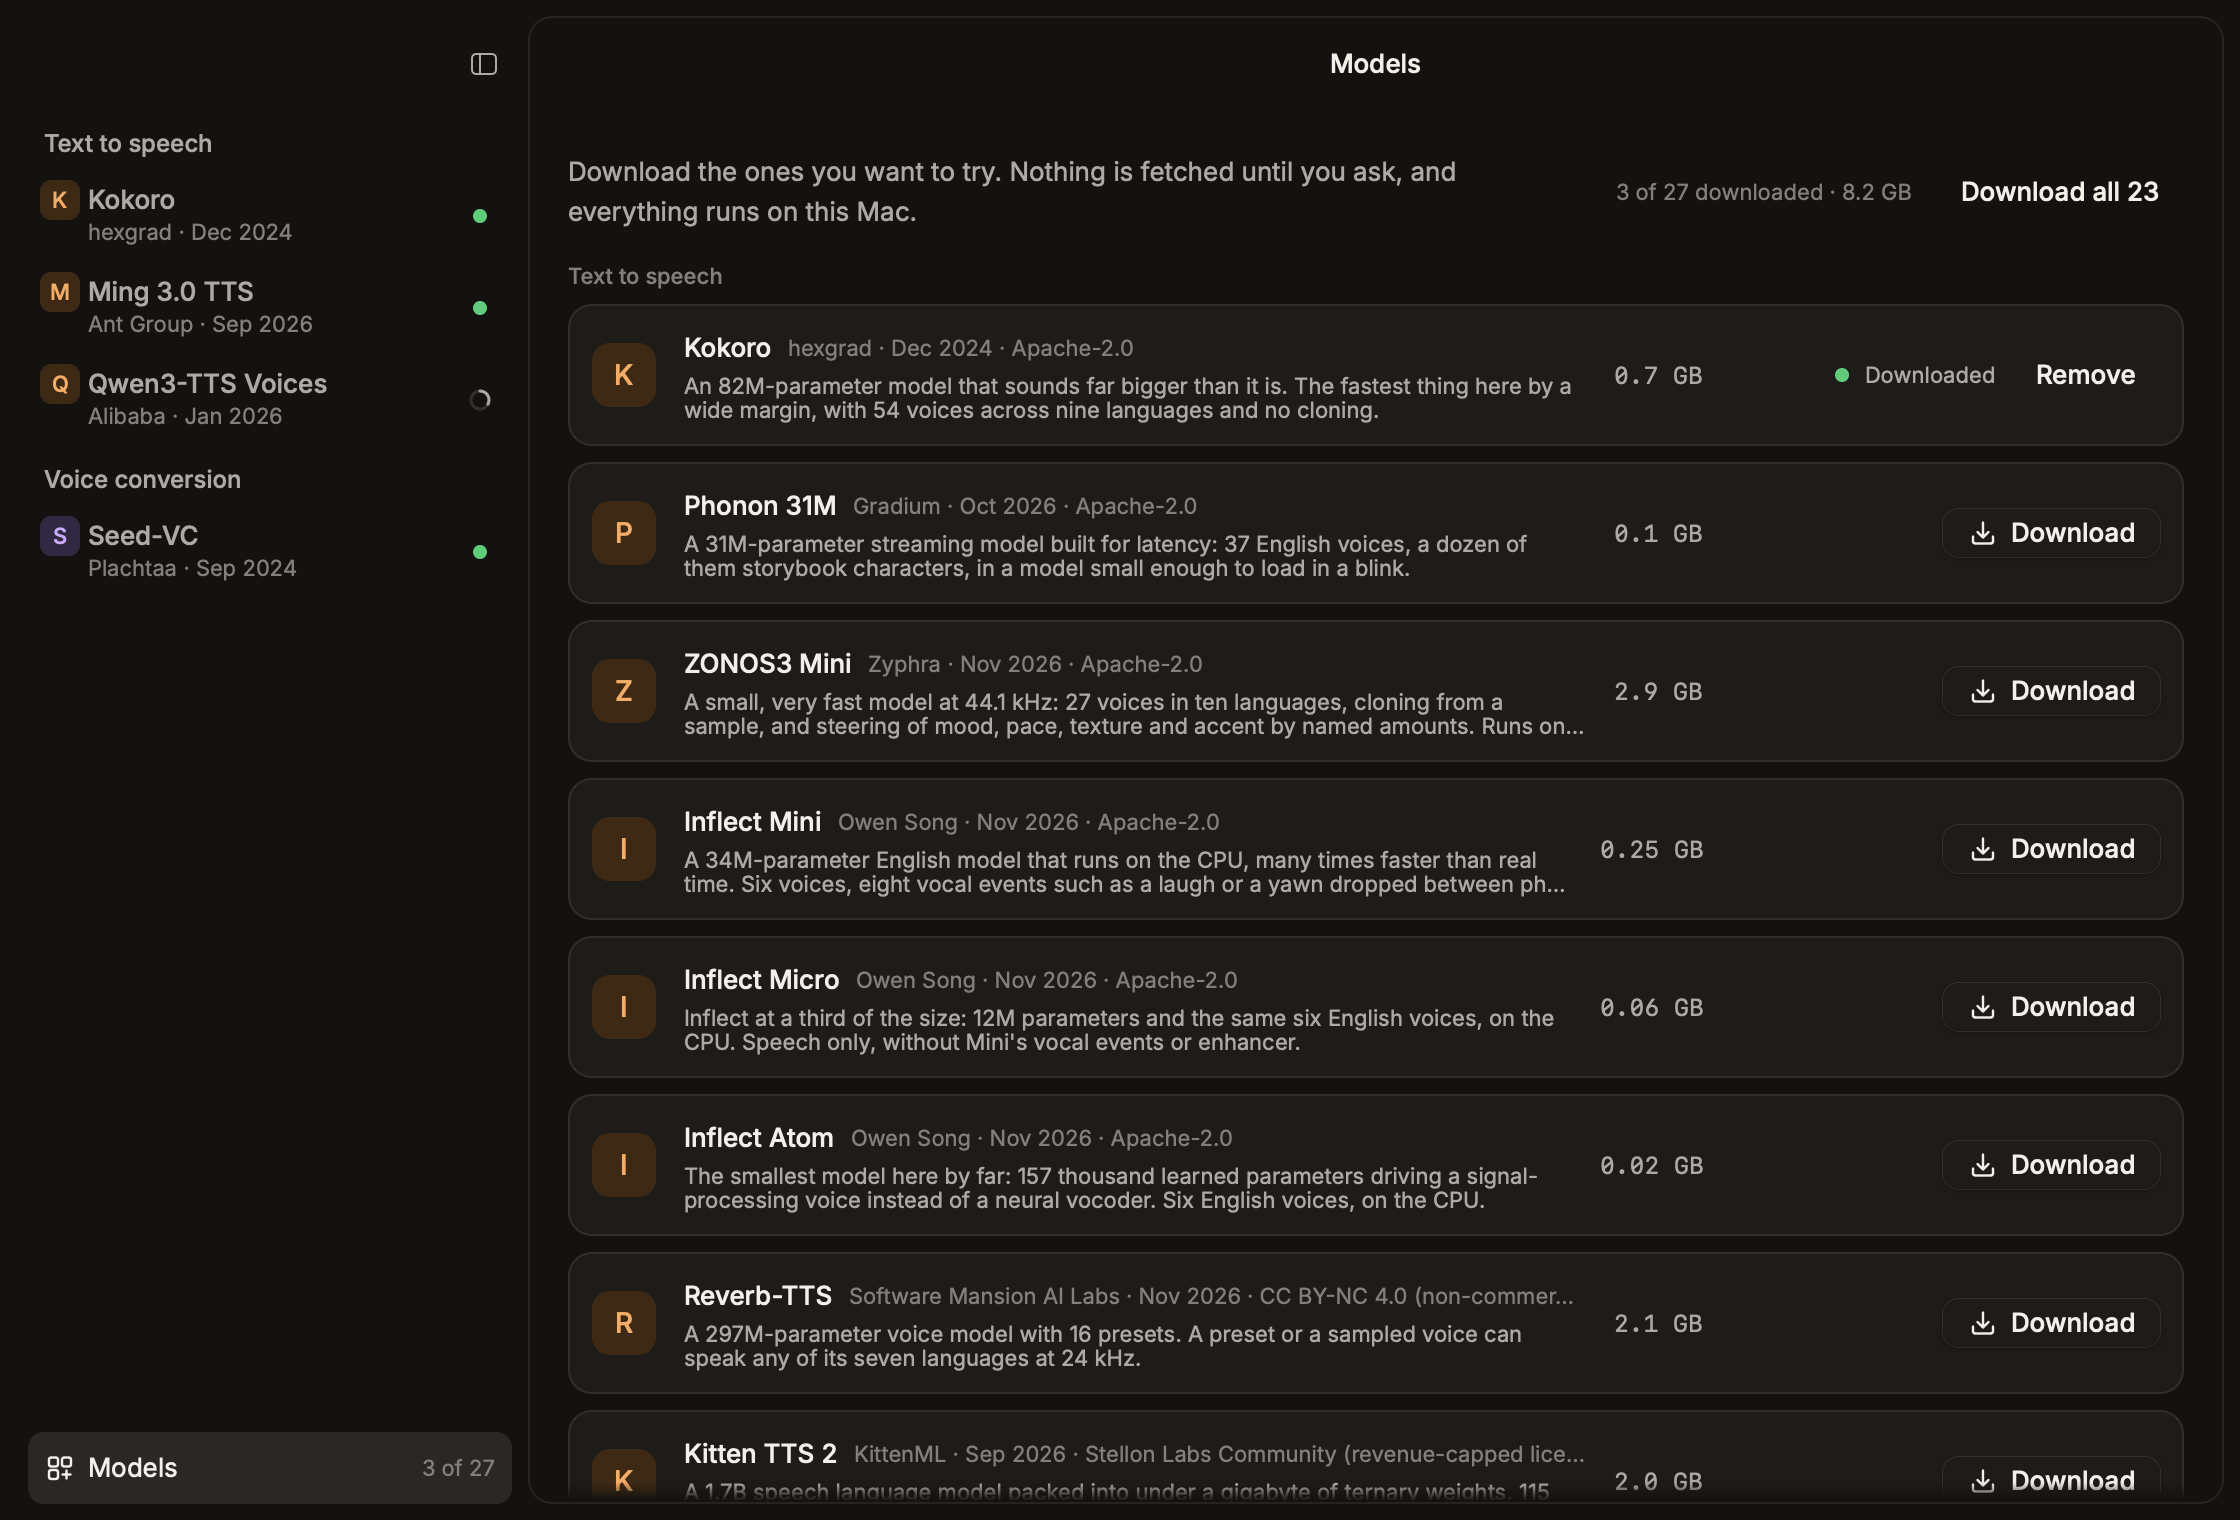 Text to speech
K
Kokoro
hexgrad · Dec 2024
M
Ming 3.0 TTS
Ant Group · Sep 2026
Q
Qwen3-TTS Voices
Alibaba · Jan 2026
Voice conversion
S
Seed-VC
Plachtaa · Sep 2024
Models
3 of 27
Models
Download the ones you want to try. Nothing is fetched until you ask, and
everything runs on this Mac.
3 of 27 downloaded · 8.2 GB
Download all 23
Text to speech
K
Kokoro hexgrad · Dec 2024 · Apache-2.0
An 82M-parameter model that sounds far bigger than it is. The fastest thing here by a
wide margin, with 54 voices across nine languages and no cloning.
0.7 GB
Downloaded
Remove
P
Phonon 31M Gradium · Oct 2026 · Apache-2.0
A 31M-parameter streaming model built for latency: 37 English voices, a dozen of
them storybook characters, in a model small enough to load in a blink.
0.1 GB
Download
Z
ZONOS3 Mini Zyphra · Nov 2026 · Apache-2.0
A small, very fast model at 44.1 kHz: 27 voices in ten languages, cloning from a
sample, and steering of mood, pace, texture and accent by named amounts. Runs on...
2.9 GB
Download
I
Inflect Mini Owen Song · Nov 2026 · Apache-2.0
A 34M-parameter English model that runs on the CPU, many times faster than real
time. Six voices, eight vocal events such as a laugh or a yawn dropped between ph...
0.25 GB
Download
I
Inflect Micro Owen Song · Nov 2026 · Apache-2.0
Inflect at a third of the size: 12M parameters and the same six English voices, on the
CPU. Speech only, without Mini's vocal events or enhancer.
0.06 GB
Download
I
Inflect Atom Owen Song · Nov 2026 · Apache-2.0
The smallest model here by far: 157 thousand learned parameters driving a signal-
processing voice instead of a neural vocoder. Six English voices, on the CPU.
0.02 GB
Download
R
Reverb-TTS Software Mansion AI Labs · Nov 2026 · CC BY-NC 4.0 (non-commer...
A 297M-parameter voice model with 16 presets. A preset or a sampled voice can
speak any of its seven languages at 24 kHz.
2.1 GB
Download
K
Kitten TTS 2 KittenML · Sep 2026 · Stellon Labs Community (revenue-capped lice...
A 1.7B speech language model packed into under a gigabyte of ternary weights. 115
2.0 GB
Download